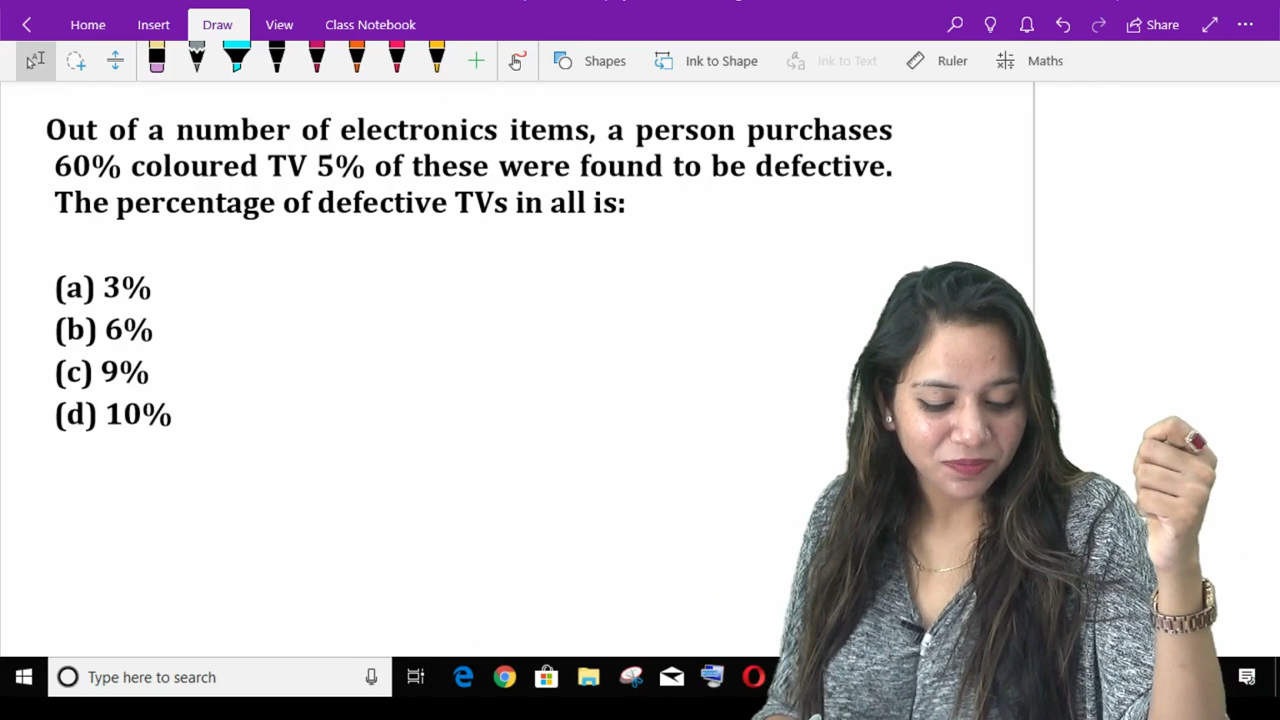 Home Insert Draw View Class Notebook Share
Shapes Ink to Shape Ink to Text Ruler Maths
Out of a number of electronics items, a person purchases
60% coloured TV 5% of these were found to be defective.
The percentage of defective TVs in all is:
(a) 3%
(b) 6%
(c) 9%
(d) 10%
Type here to search